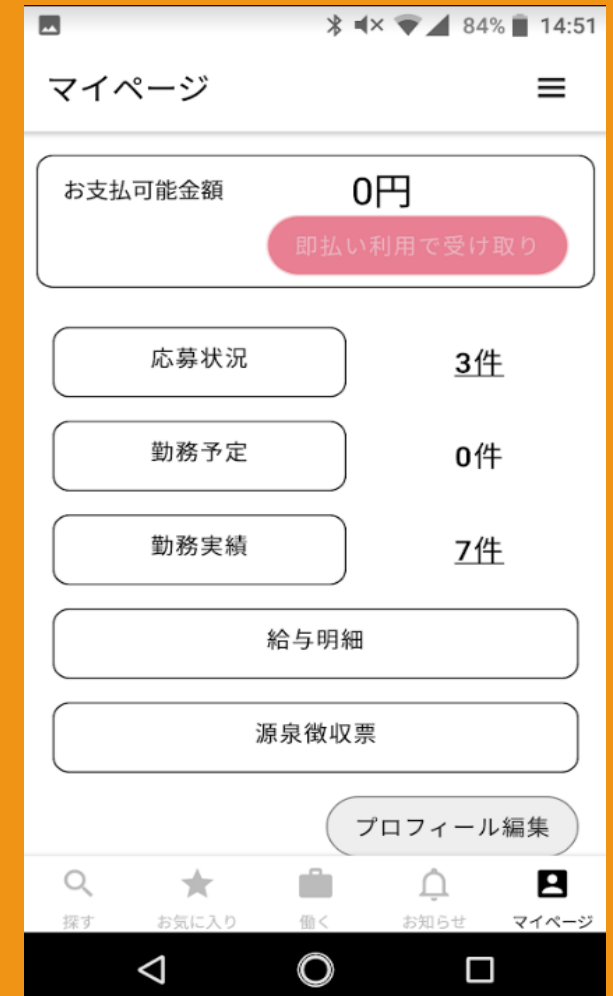 84% 14:51
マイページ
お支払可能金額 0円
即払い利用で受け取り
応募状況 3件
勤務予定 0件
勤務実績 7件
給与明細
源泉徴収票
プロフィール編集
探す お気に入り 働く お知らせ マイページ